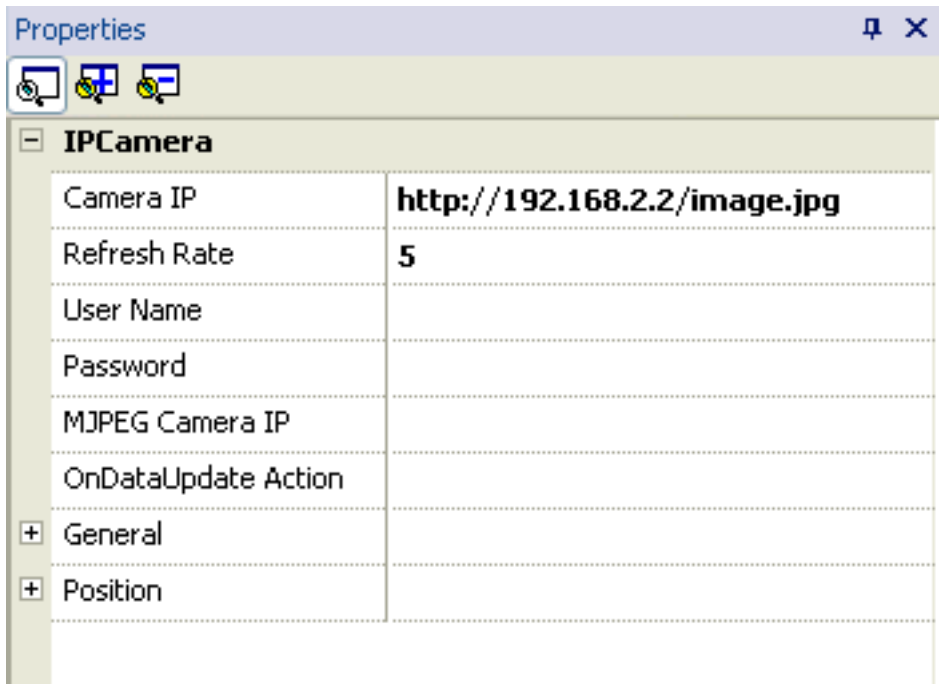 Properties
IPCamera
Camera IP http://192.168.2.2/image.jpg
Refresh Rate 5
User Name
Password
MJPEG Camera IP
OnDataUpdate Action
General
Position